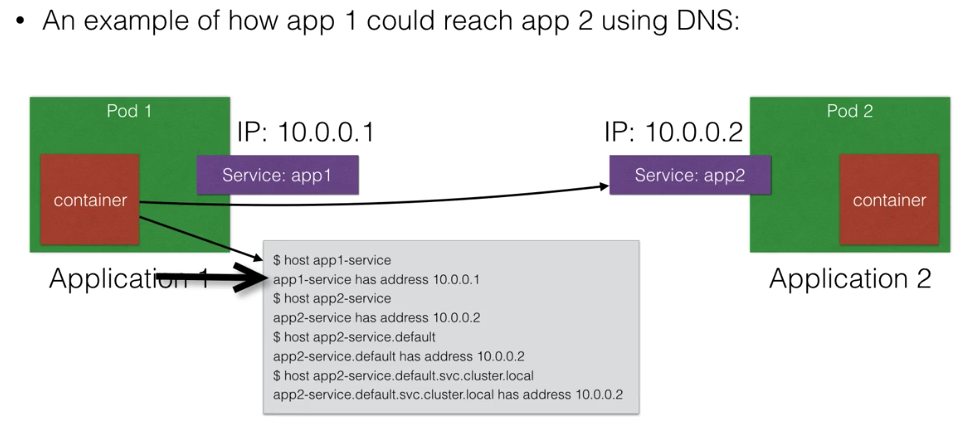 • An example of how app 1 could reach app 2 using DNS:
Pod 1
IP: 10.0.0.1
Service: app1
container
Application 1
IP: 10.0.0.2
Service: app2
Pod 2
container
Application 2
$ host app1-service
app1-service has address 10.0.0.1
$ host app2-service
app2-service has address 10.0.0.2
$ host app2-service.default
app2-service.default has address 10.0.0.2
$ host app2-service.default.svc.cluster.local
app2-service.default.svc.cluster.local has address 10.0.0.2